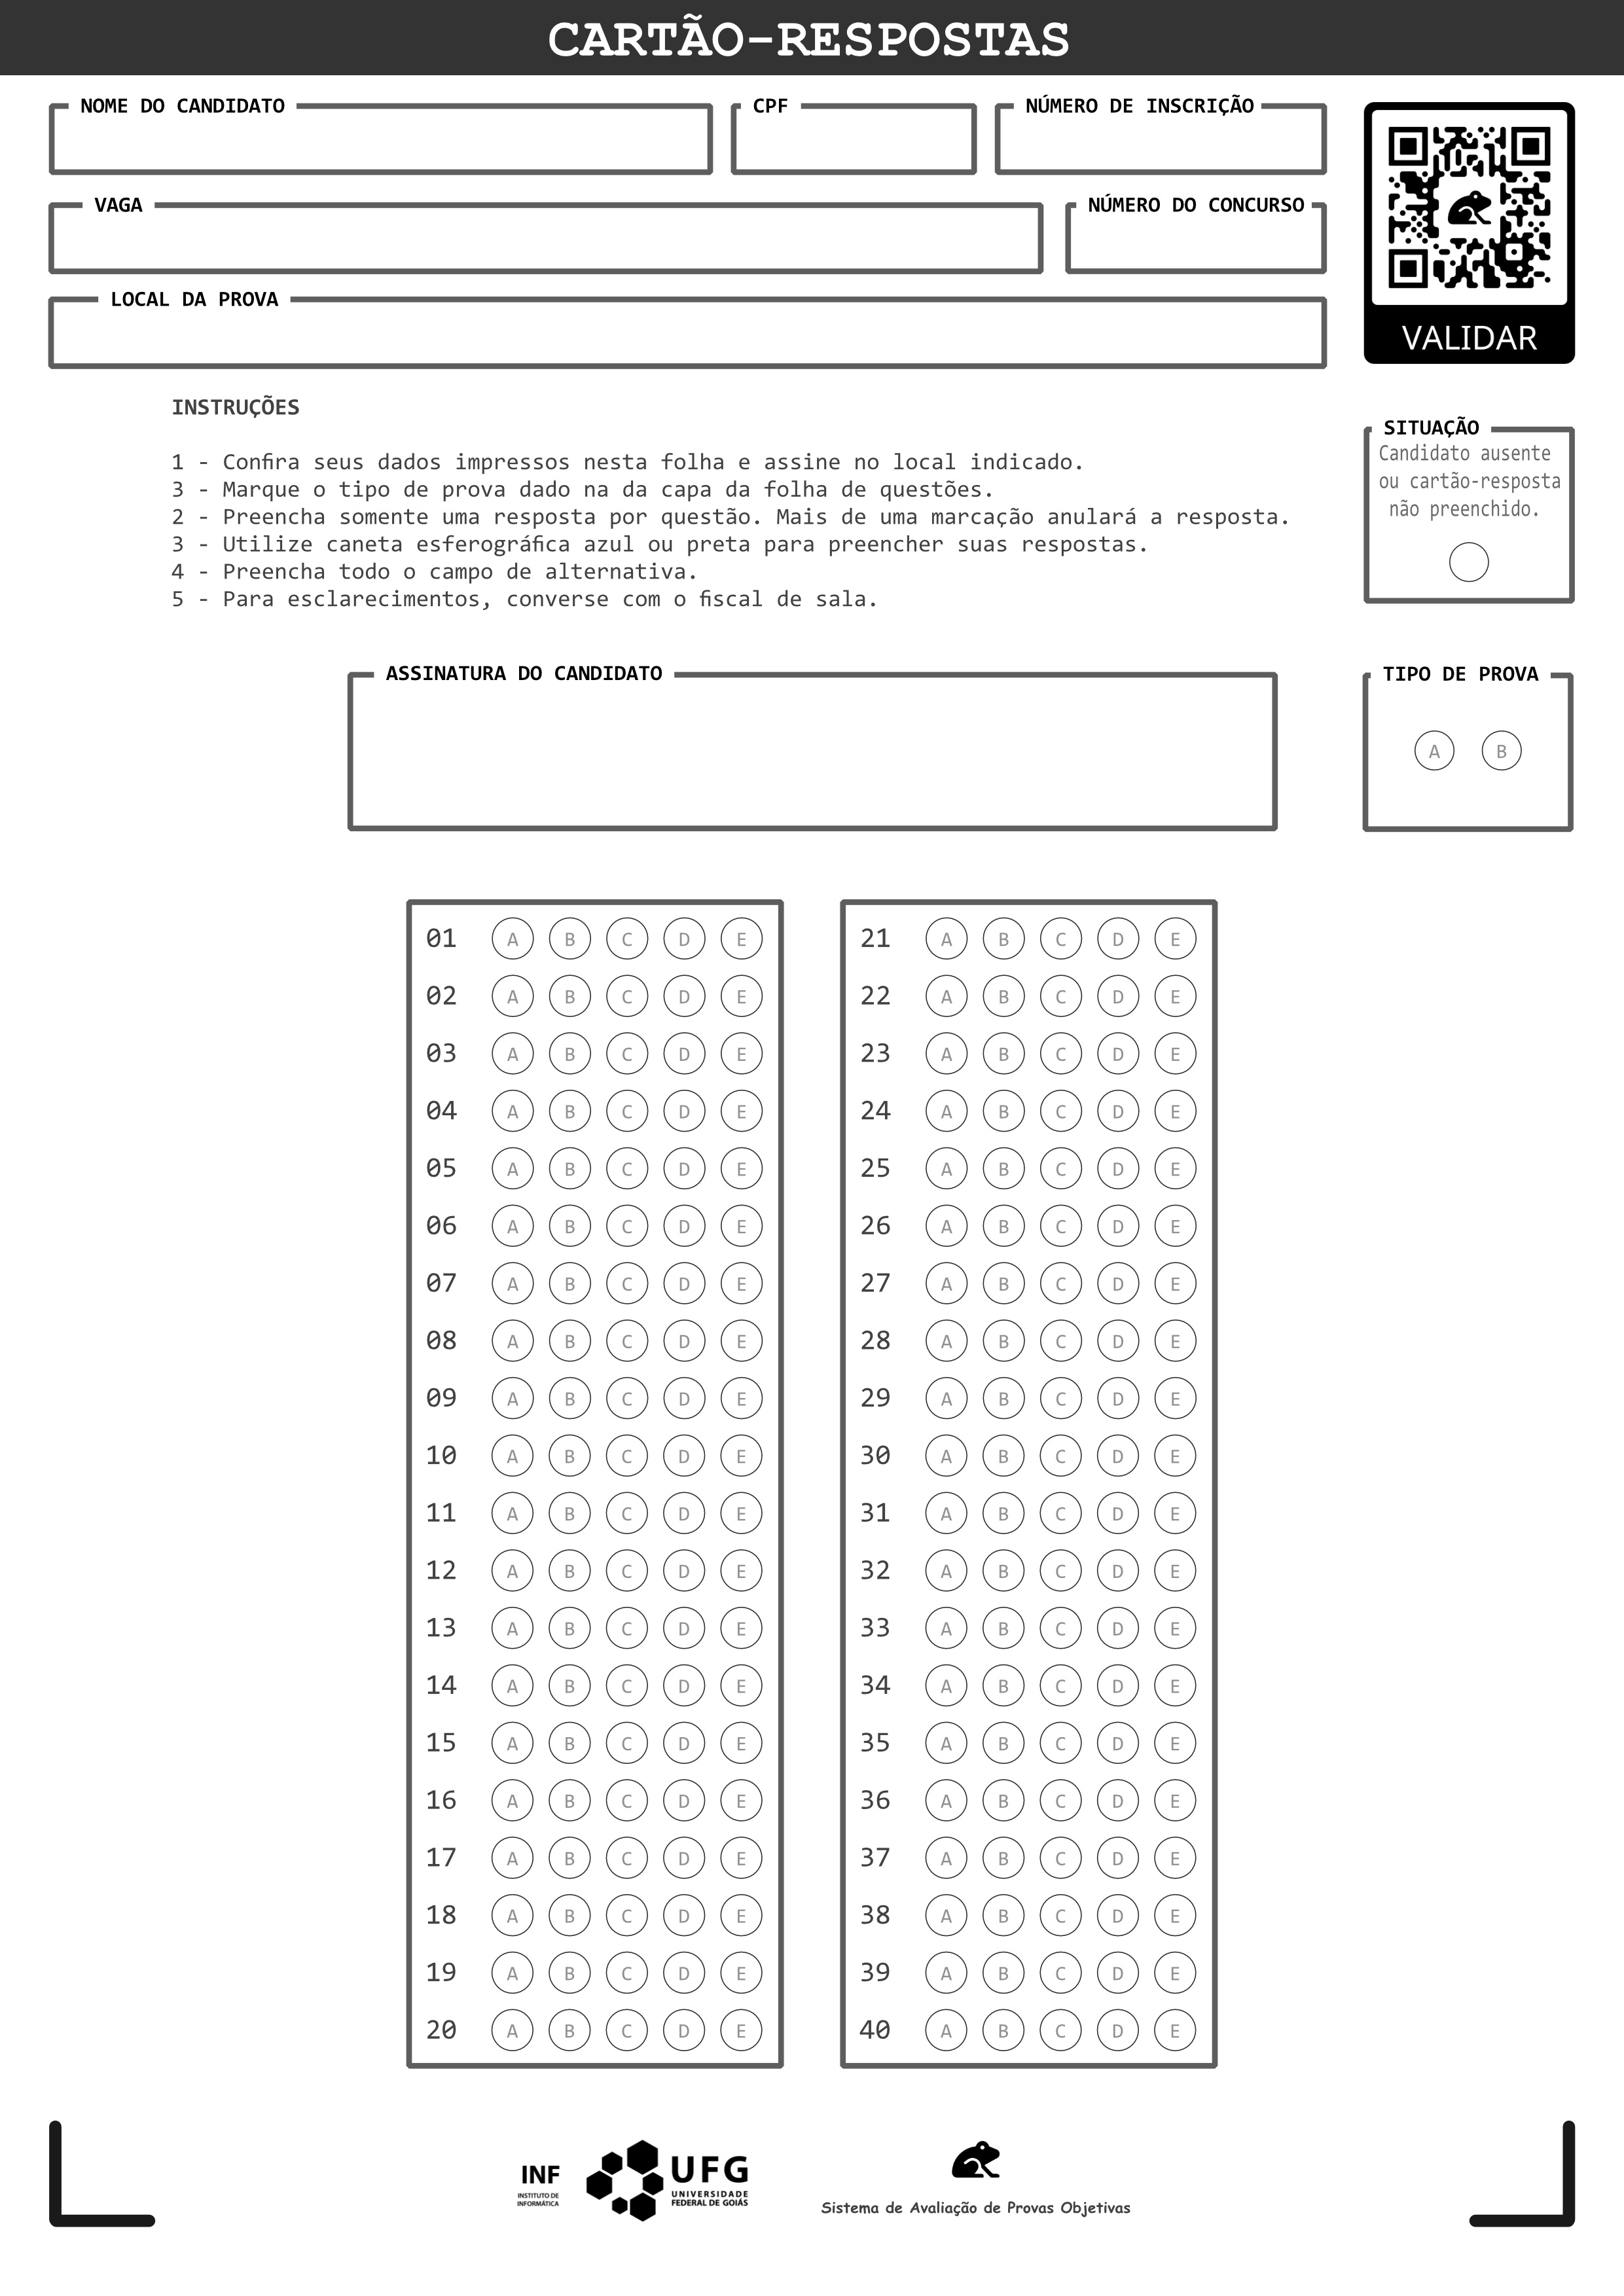 CARTÃO-RESPOSTAS
NOME DO CANDIDATO
CPF
NÚMERO DE INSCRIÇÃO
VAGA
NÚMERO DO CONCURSO
LOCAL DA PROVA
VALIDAR
INSTRUÇÕES
1 - Confira seus dados impressos nesta folha e assine no local indicado.
3 - Marque o tipo de prova dado na da capa da folha de questões.
2 - Preencha somente uma resposta por questão. Mais de uma marcação anulará a resposta.
3 - Utilize caneta esferográfica azul ou preta para preencher suas respostas.
4 - Preencha todo o campo de alternativa.
5 - Para esclarecimentos, converse com o fiscal de sala.
SITUAÇÃO
Candidato ausente
ou cartão-resposta
não preenchido.
ASSINATURA DO CANDIDATO
TIPO DE PROVA
A B
01 A B C D E
02 A B C D E
03 A B C D E
04 A B C D E
05 A B C D E
06 A B C D E
07 A B C D E
08 A B C D E
09 A B C D E
10 A B C D E
11 A B C D E
12 A B C D E
13 A B C D E
14 A B C D E
15 A B C D E
16 A B C D E
17 A B C D E
18 A B C D E
19 A B C D E
20 A B C D E
21 A B C D E
22 A B C D E
23 A B C D E
24 A B C D E
25 A B C D E
26 A B C D E
27 A B C D E
28 A B C D E
29 A B C D E
30 A B C D E
31 A B C D E
32 A B C D E
33 A B C D E
34 A B C D E
35 A B C D E
36 A B C D E
37 A B C D E
38 A B C D E
39 A B C D E
40 A B C D E
INF
INSTITUTO DE
INFORMÁTICA
UFG
UNIVERSIDADE
FEDERAL DE GOIÁS
Sistema de Avaliação de Provas Objetivas